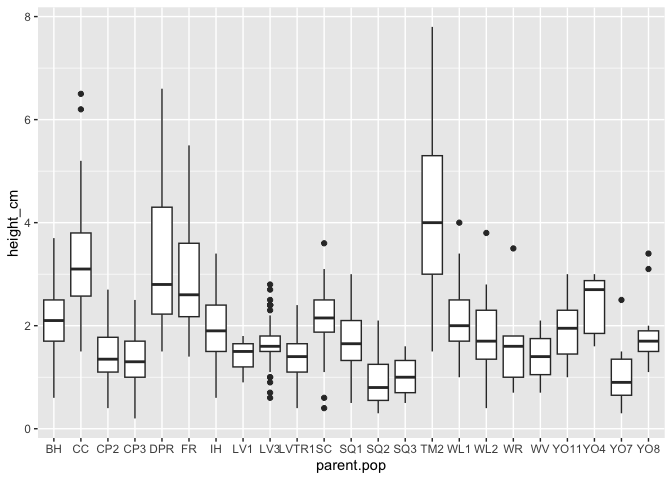 8
6
4
2
0
height_cm
BH CC CP2 CP3 DPR FR IH LV1 LV3 LVTR1 SC SQ1 SQ2 SQ3 TM2 WL1 WL2 WR WV YO11 YO4 YO7 YO8
parent.pop